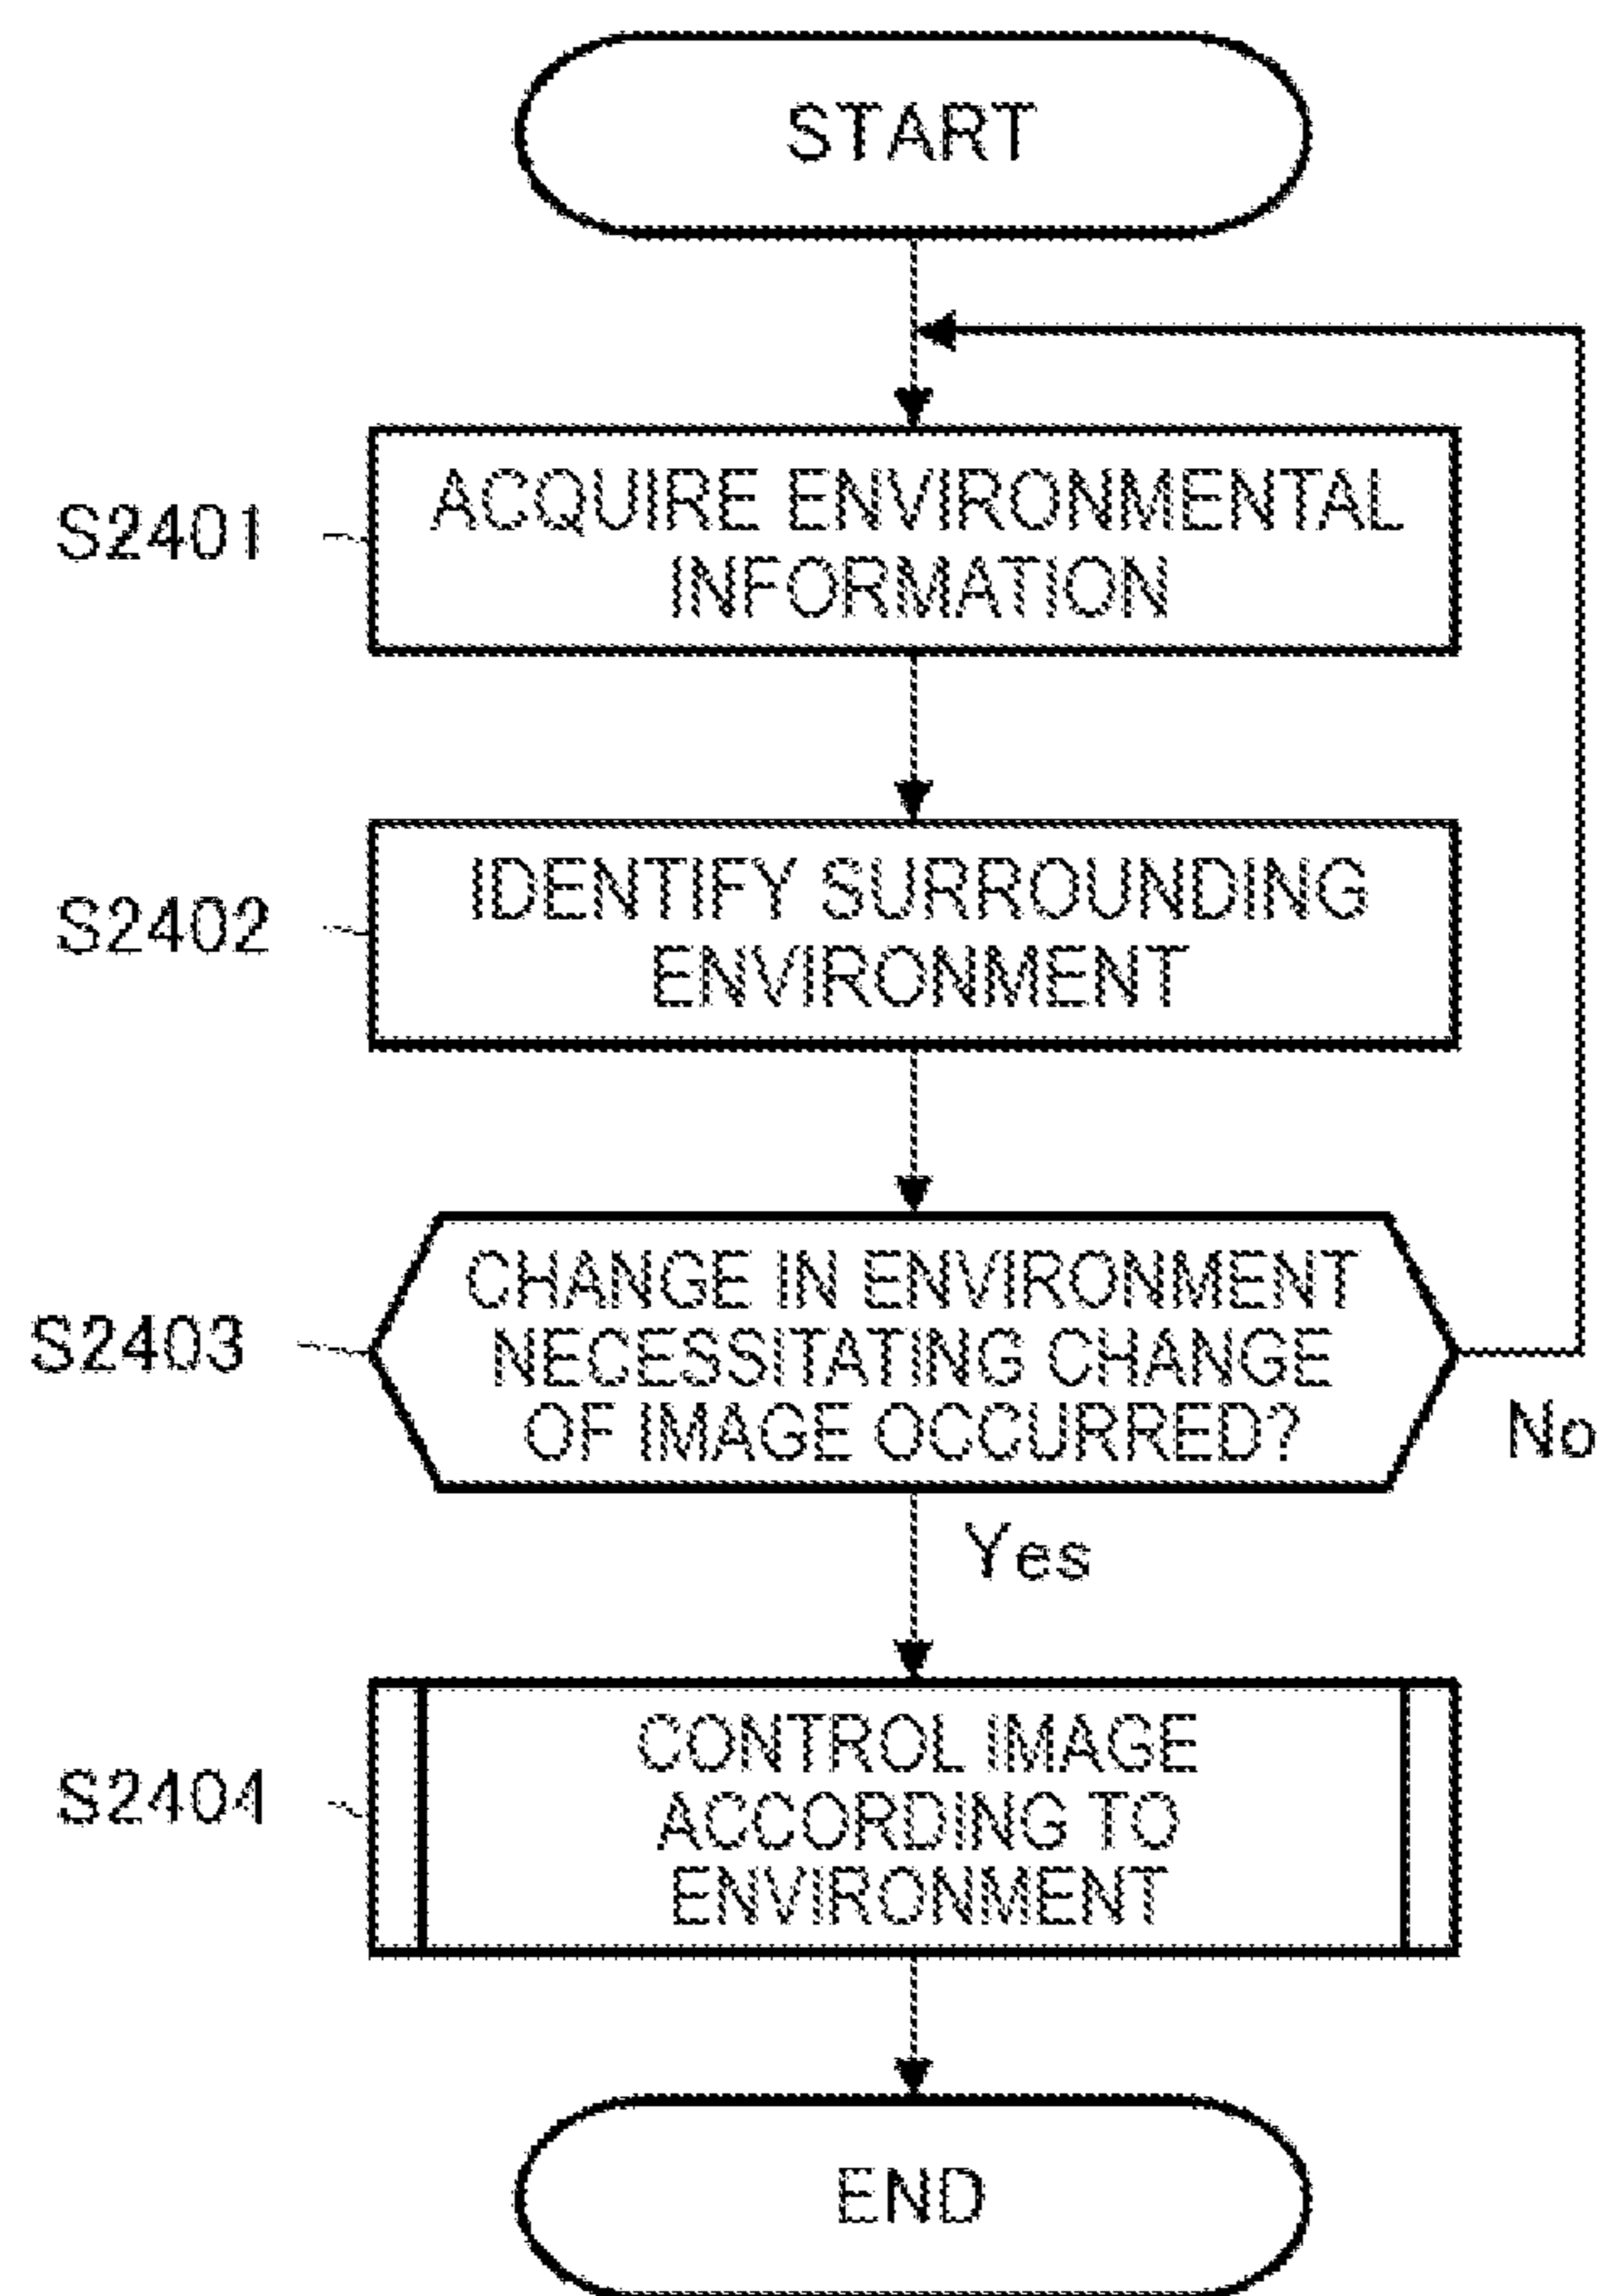 START
S2401
ACQUIRE ENVIRONMENTAL
INFORMATION
S2402
IDENTIFY SURROUNDING
ENVIRONMENT
S2403
CHANGE IN ENVIRONMENT
NECESSITATING CHANGE
OF IMAGE OCCURRED?
No
Yes
S2404
CONTROL IMAGE
ACCORDING TO
ENVIRONMENT
END